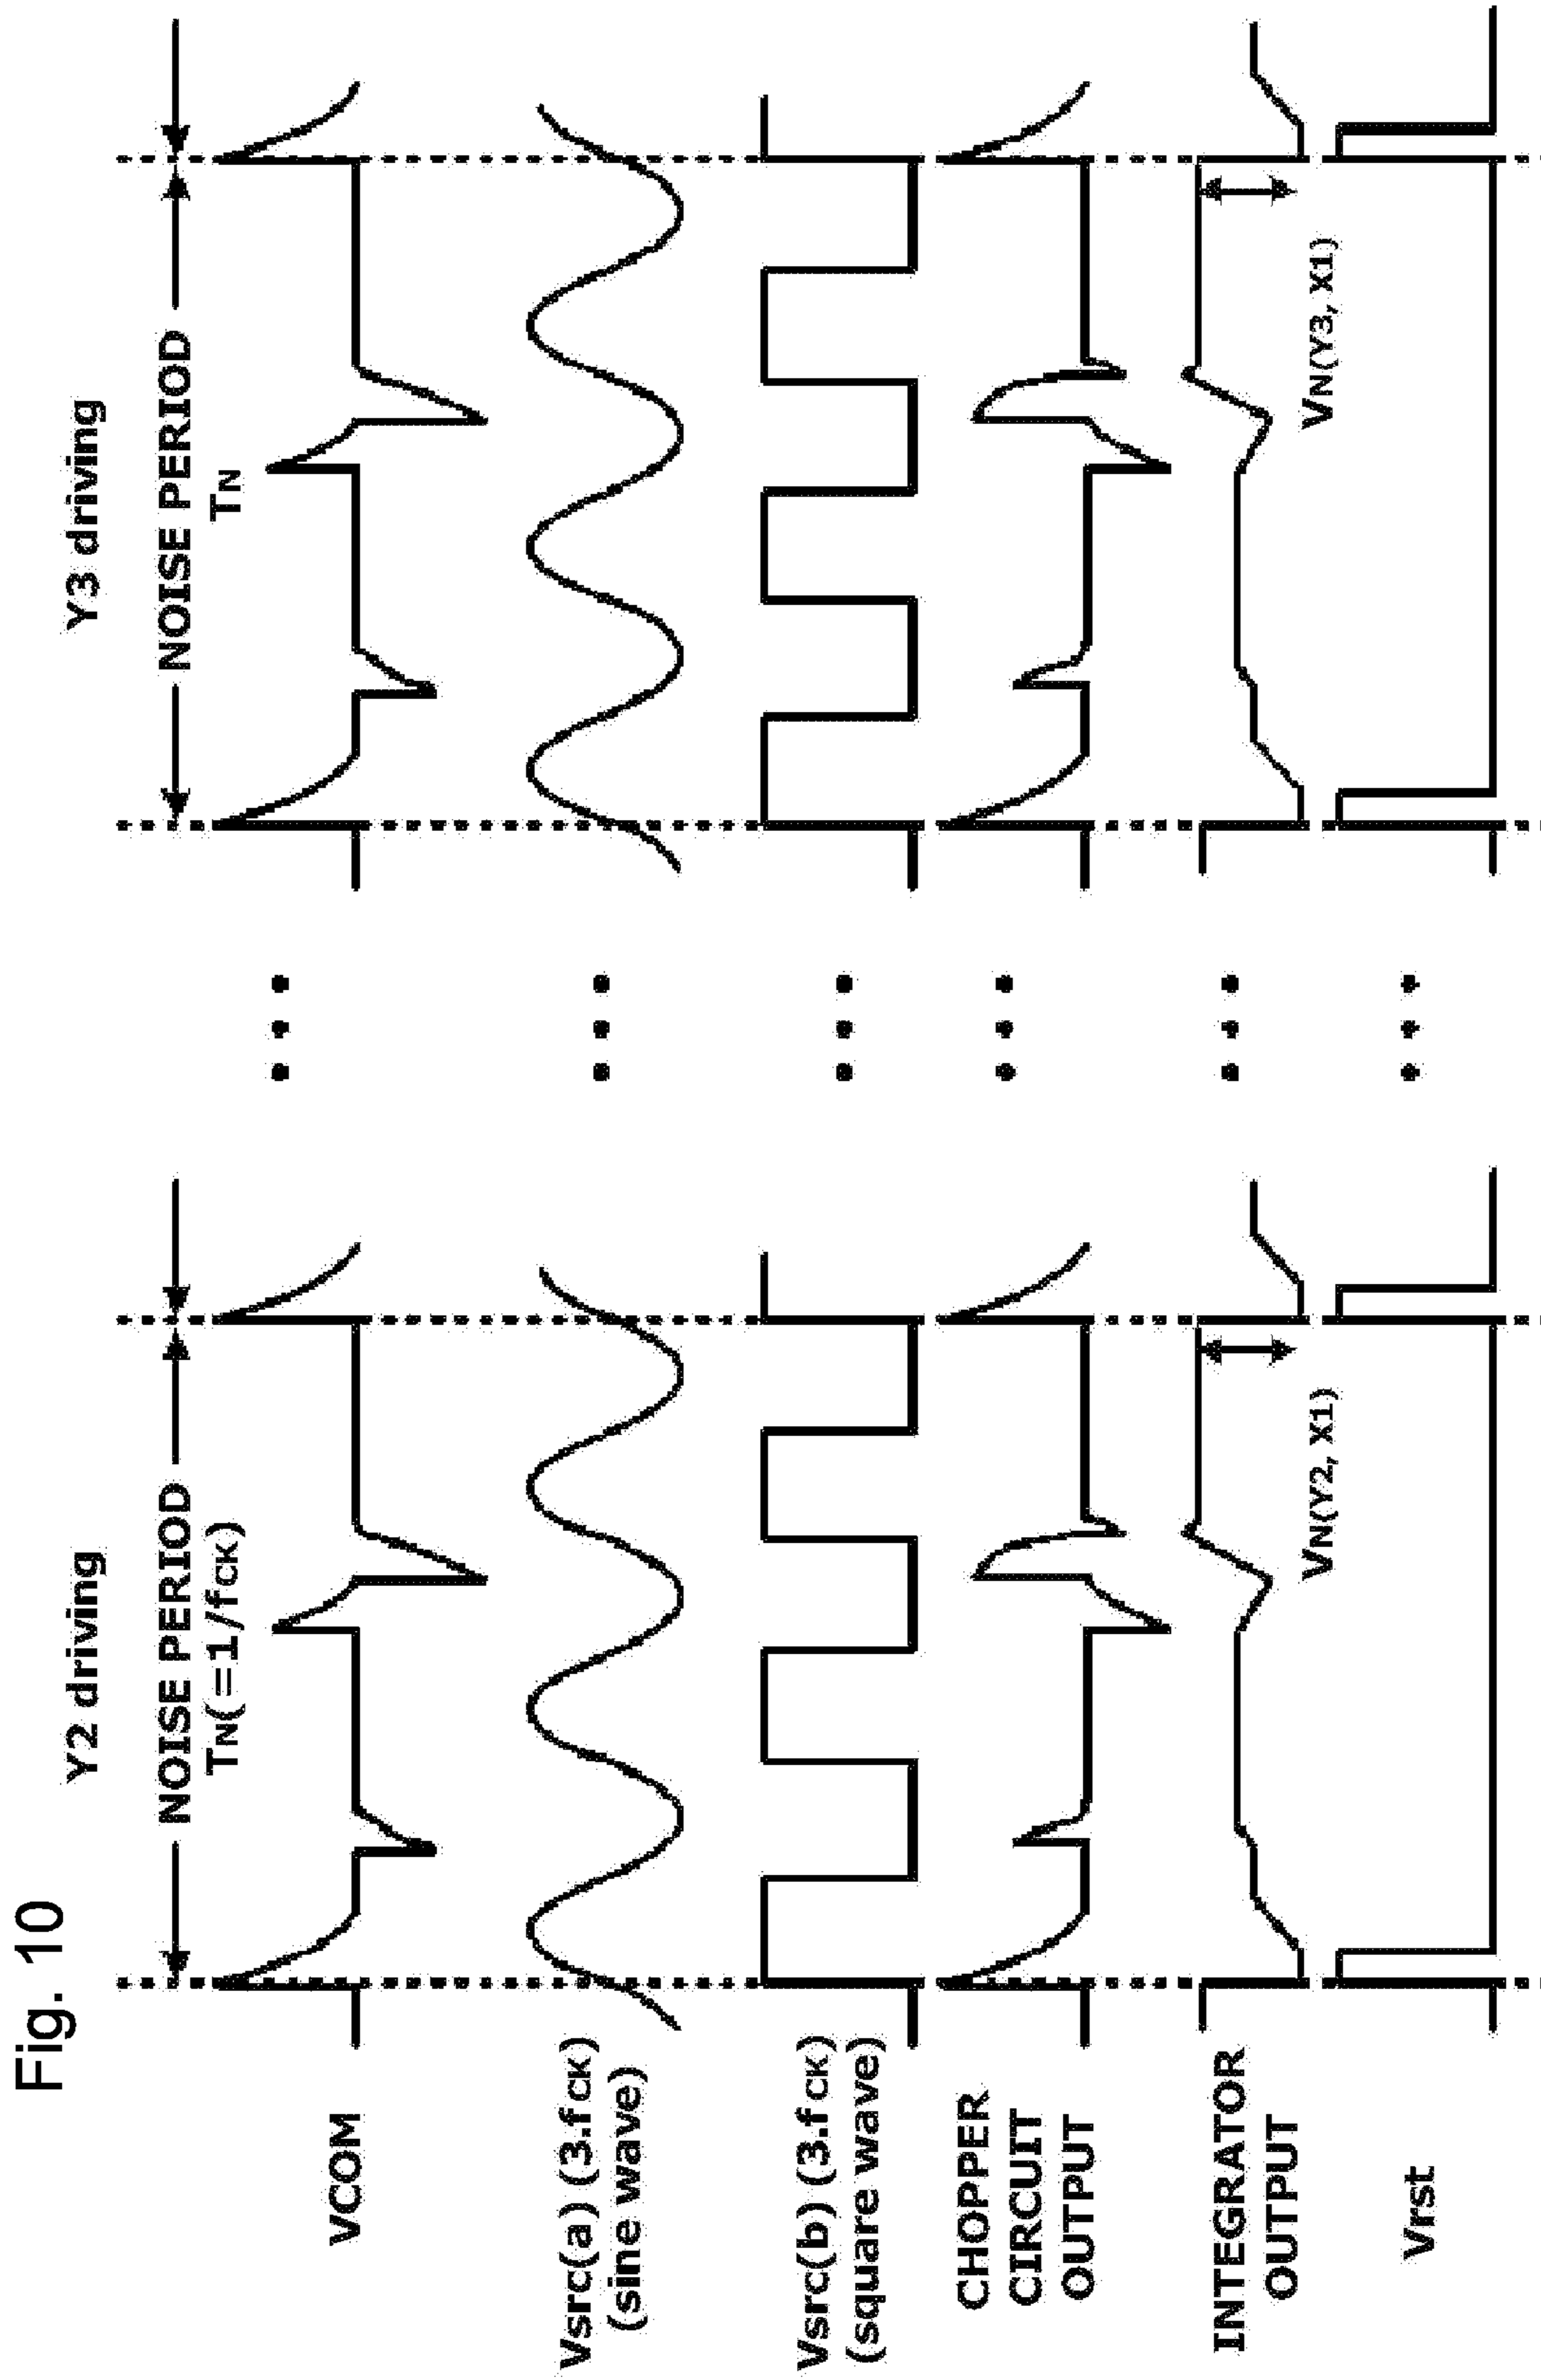 Fig. 10
Y2 driving
Y3 driving
NOISE PERIOD
TN(=1/fCK)
NOISE PERIOD
TN
VCOM
Vsrc(a) (3.fCK)
(sine wave)
Vsrc(b) (3.fCK)
(square wave)
CHOPPER
CIRCUIT
OUTPUT
INTEGRATOR
OUTPUT
VN(Y2, X1)
VN(Y3, X1)
Vrst